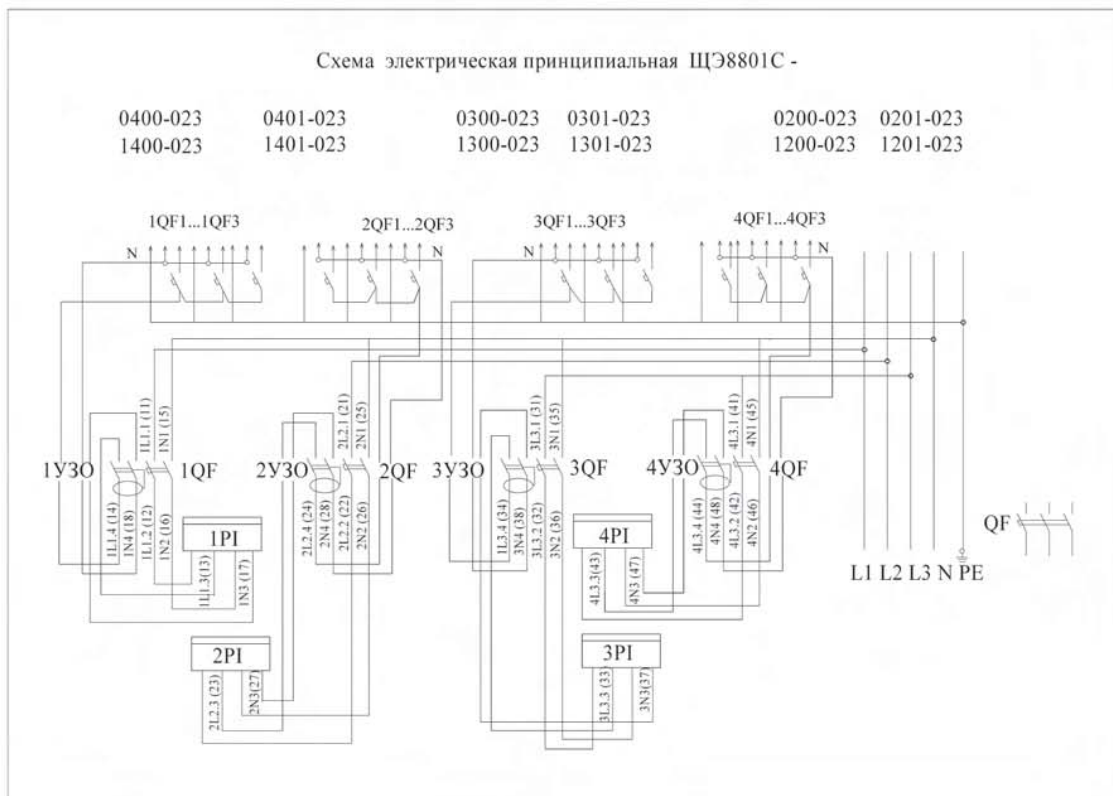 Схема электрическая принципиальная ЩЭ8801С -
0400-023 0401-023 0300-023 0301-023 0200-023 0201-023
1400-023 1401-023 1300-023 1301-023 1200-023 1201-023
1QF1...1QF3 2QF1...2QF3 3QF1...3QF3 4QF1...4QF3
N N N N
1L1.1 (11) 1N1 (15) 2L2.1 (21) 2N1 (25) 3L3.1 (31) 3N1 (35) 4L3.1 (41) 4N1 (45)
1УЗО 1QF 2УЗО 2QF 3УЗО 3QF 4УЗО 4QF
1L1.4 (14) 1N4 (18) 1L1.2 (12) 1N2 (16) 2L2.4 (24) 2N4 (28) 2L2.2 (22) 2N2 (26) 1L3.4 (34) 3N4 (38) 3L3.2 (32) 3N2 (36) 4L3.4 (44) 4N4 (48) 4L3.2 (42) 4N2 (46)
QF
1PI 4PI
L1 L2 L3 N PE
1L1.3(13) 1N3 (17) 4L3.3(43) 4N3 (47)
2PI 3PI
2L2.3 (23) 2N3(27) 3L3.3 (33) 3N3(37)